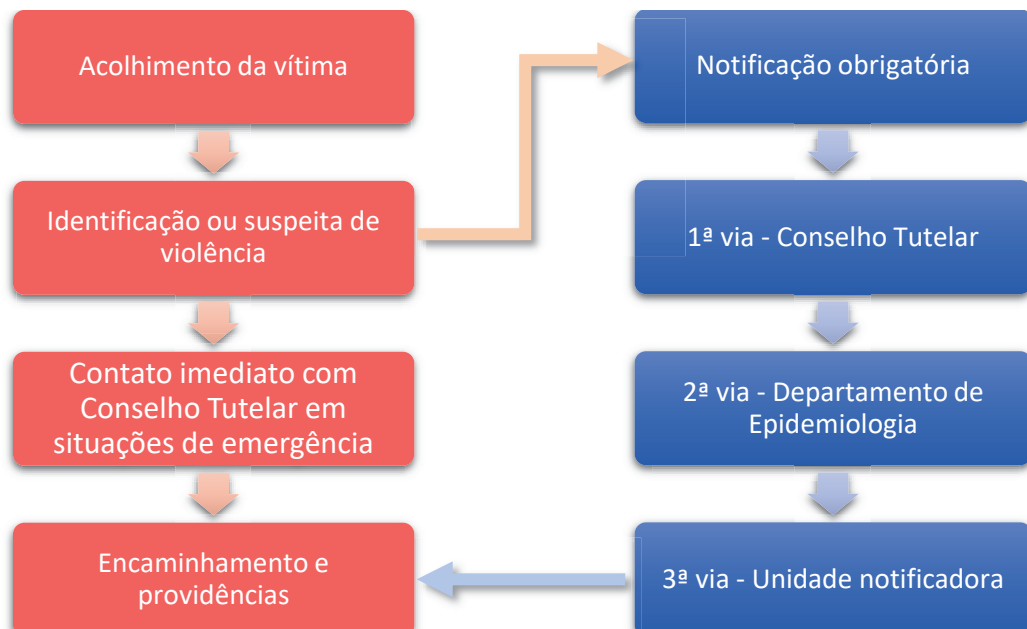 Acolhimento da vítima
Identificação ou suspeita de
violência
Contato imediato com
Conselho Tutelar em
situações de emergência
Encaminhamento e
providências
Notificação obrigatória
1ª via - Conselho Tutelar
2ª via - Departamento de
Epidemiologia
3ª via - Unidade notificadora